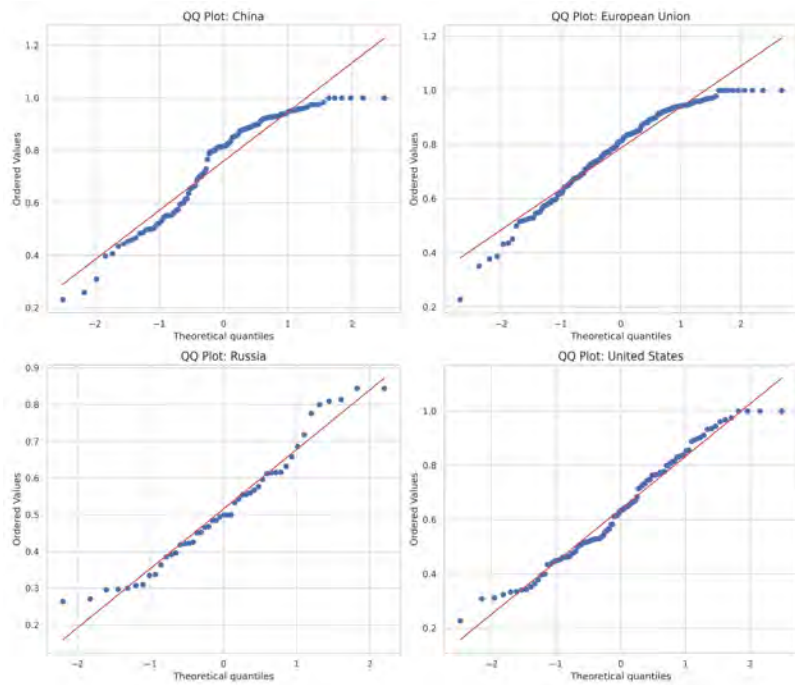 QQ Plot: China
Ordered Values
1.2
1.0
0.8
0.6
0.4
0.2
−2 −1 0 1 2
Theoretical quantiles
QQ Plot: European Union
Ordered Values
1.2
1.0
0.8
0.6
0.4
0.2
−2 −1 0 1 2
Theoretical quantiles
QQ Plot: Russia
Ordered Values
0.9
0.8
0.7
0.6
0.5
0.4
0.3
0.2
−2 −1 0 1 2
Theoretical quantiles
QQ Plot: United States
Ordered Values
1.0
0.8
0.6
0.4
0.2
−2 −1 0 1 2
Theoretical quantiles